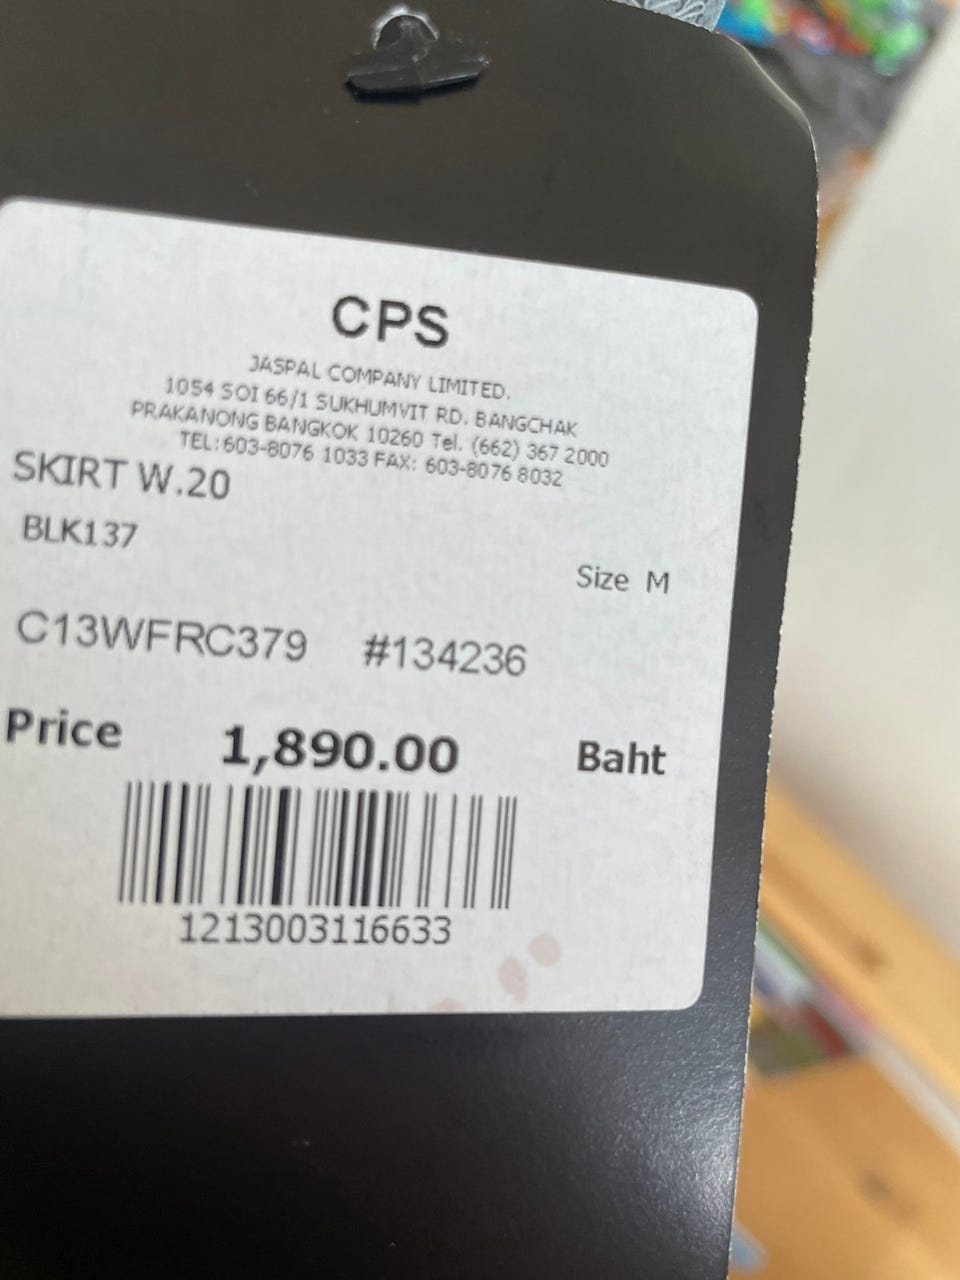 CPS
JASPAL COMPANY LIMITED.
1054 SOI 66/1 SUKHUMVIT RD. BANGCHAK
PRAKANONG BANGKOK 10260 Tel. (662) 367 2000
TEL:603-8076 1033 FAX: 603-8076 8032
SKIRT W.20
BLK137
Size M
C13WFRC379 #134236
Price 1,890.00 Baht
1213003116633